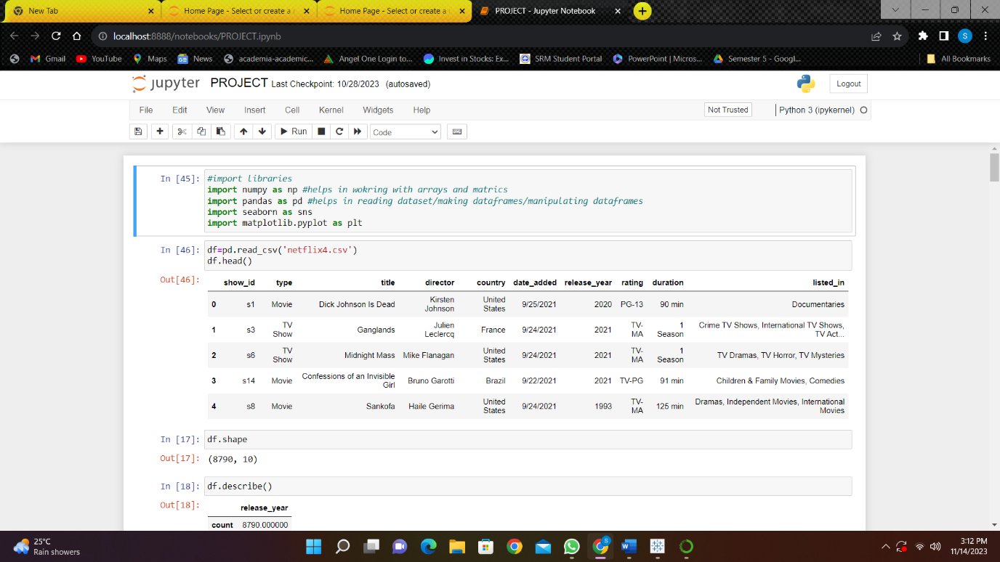 New Tab
Home Page - Select or create a
Home Page - Select or create a
PROJECT - Jupyter Notebook
localhost:8888/notebooks/PROJECT.ipynb
S
Gmail
YouTube
Maps
News
academia-academic...
Angel One Login to...
Invest in Stocks: Ex...
SRM Student Portal
PowerPoint | Micros...
Semester 5 - Googl...
All Bookmarks
jupyter PROJECT Last Checkpoint: 10/28/2023 (autosaved)
Logout
File Edit View Insert Cell Kernel Widgets Help
Not Trusted
Python 3 (ipykernel)
Run
Code
In [45]: #import libraries
import numpy as np #helps in wokring with arrays and matrics
import pandas as pd #helps in reading dataset/making dataframes/manipulating dataframes
import seaborn as sns
import matplotlib.pyplot as plt
In [46]: df=pd.read_csv('netflix4.csv')
df.head()
Out[46]:
show_id type title director country date_added release_year rating duration listed_in
0 s1 Movie Dick Johnson Is Dead Kirsten Johnson United States 9/25/2021 2020 PG-13 90 min Documentaries
1 s3 TV Show Ganglands Julien Leclercq France 9/24/2021 2021 TV-MA 1 Season Crime TV Shows, International TV Shows, TV Act...
2 s6 TV Show Midnight Mass Mike Flanagan United States 9/24/2021 2021 TV-MA 1 Season TV Dramas, TV Horror, TV Mysteries
3 s14 Movie Confessions of an Invisible Girl Bruno Garotti Brazil 9/22/2021 2021 TV-PG 91 min Children & Family Movies, Comedies
4 s8 Movie Sankofa Haile Gerima United States 9/24/2021 1993 TV-MA 125 min Dramas, Independent Movies, International Movies
In [17]: df.shape
Out[17]: (8790, 10)
In [18]: df.describe()
Out[18]:
release_year
count 8790.000000
25°C
Rain showers
3:12 PM
11/14/2023